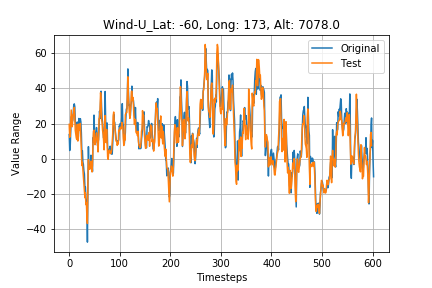 Wind-U_Lat: -60, Long: 173, Alt: 7078.0
Original
Test
Value Range
60
40
20
0
−20
−40
0 100 200 300 400 500 600
Timesteps